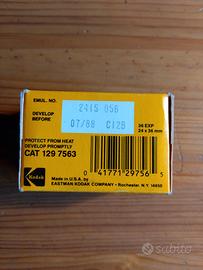 EMUL. NO.
2415 056
DEVELOP
BEFORE
07/88 C12B
36 EXP
24 x 36 mm
PROTECT FROM HEAT
DEVELOP PROMPTLY
CAT 129 7563
0 41771 29756 5
Kodak
Made in U.S.A. by
EASTMAN KODAK COMPANY • Rochester, N.Y. 14650
subito